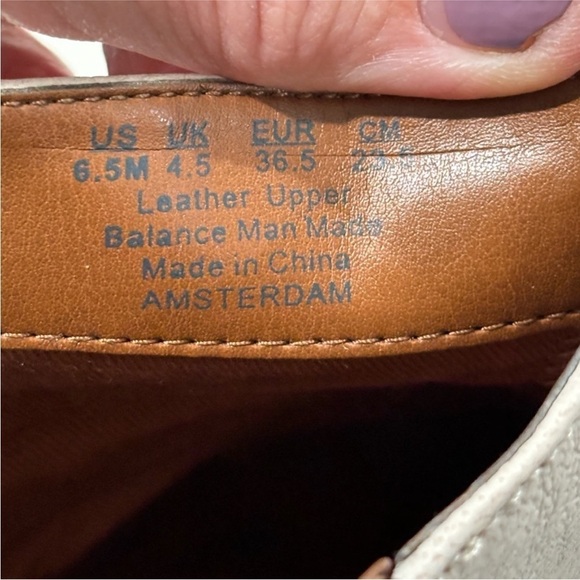 US UK EUR CM
6.5M 4.5 36.5
Leather Upper
Balance Man Made
Made in China
AMSTERDAM